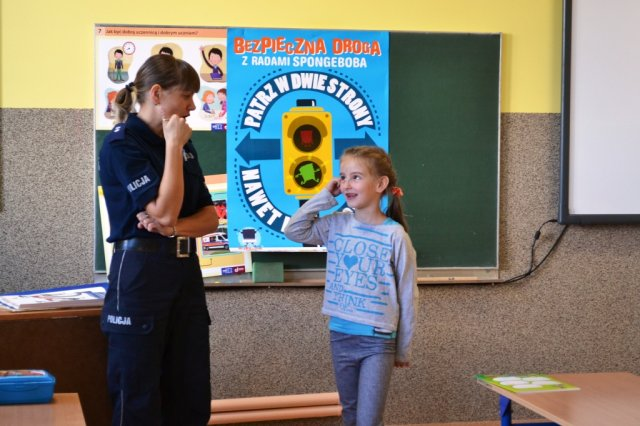 7 Jak być dobrą uczennicą i dobrym uczniem?
BEZPIECZNA DROGA
Z RADAMI SPONGEBOBA
PATRZ W DWIE STRONY
NAWET
POLICJA
POLICJA
CLOSE
YOUR
EYES
AND
THINK